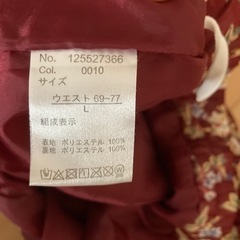 No. 125527366
Col. 0010
サイズ
ウエスト 69~77
L
組成表示
表地 ポリエステル 100%
裏地 ポリエステル 100%